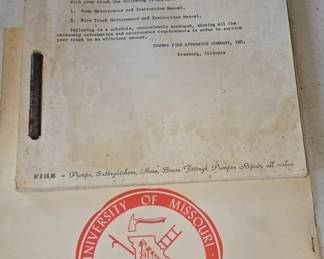 With your truck the following
1. Pump Maintenance and Instruction Manual.
2. Fire Truck Maintenance and Instruction Manual.
Following is a schedule, conveniently arranged, showing all the
necessary information and maintenance requirements in order to service
your truck in an efficient manner.
TOWERS FIRE APPARATUS COMPANY, INC.
Freeburg, Illinois
FIRE - Pumps, Extinguishers, Hose, Brass Fittings, Pumper Repair, all makes
UNIVERSITY OF MISSOURI